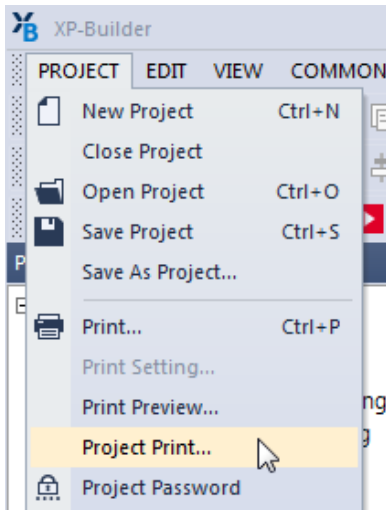 XP-Builder
PROJECT EDIT VIEW COMMON
New Project Ctrl+N
Close Project
Open Project Ctrl+O
Save Project Ctrl+S
Save As Project...
Print... Ctrl+P
Print Setting...
Print Preview...
Project Print...
Project Password